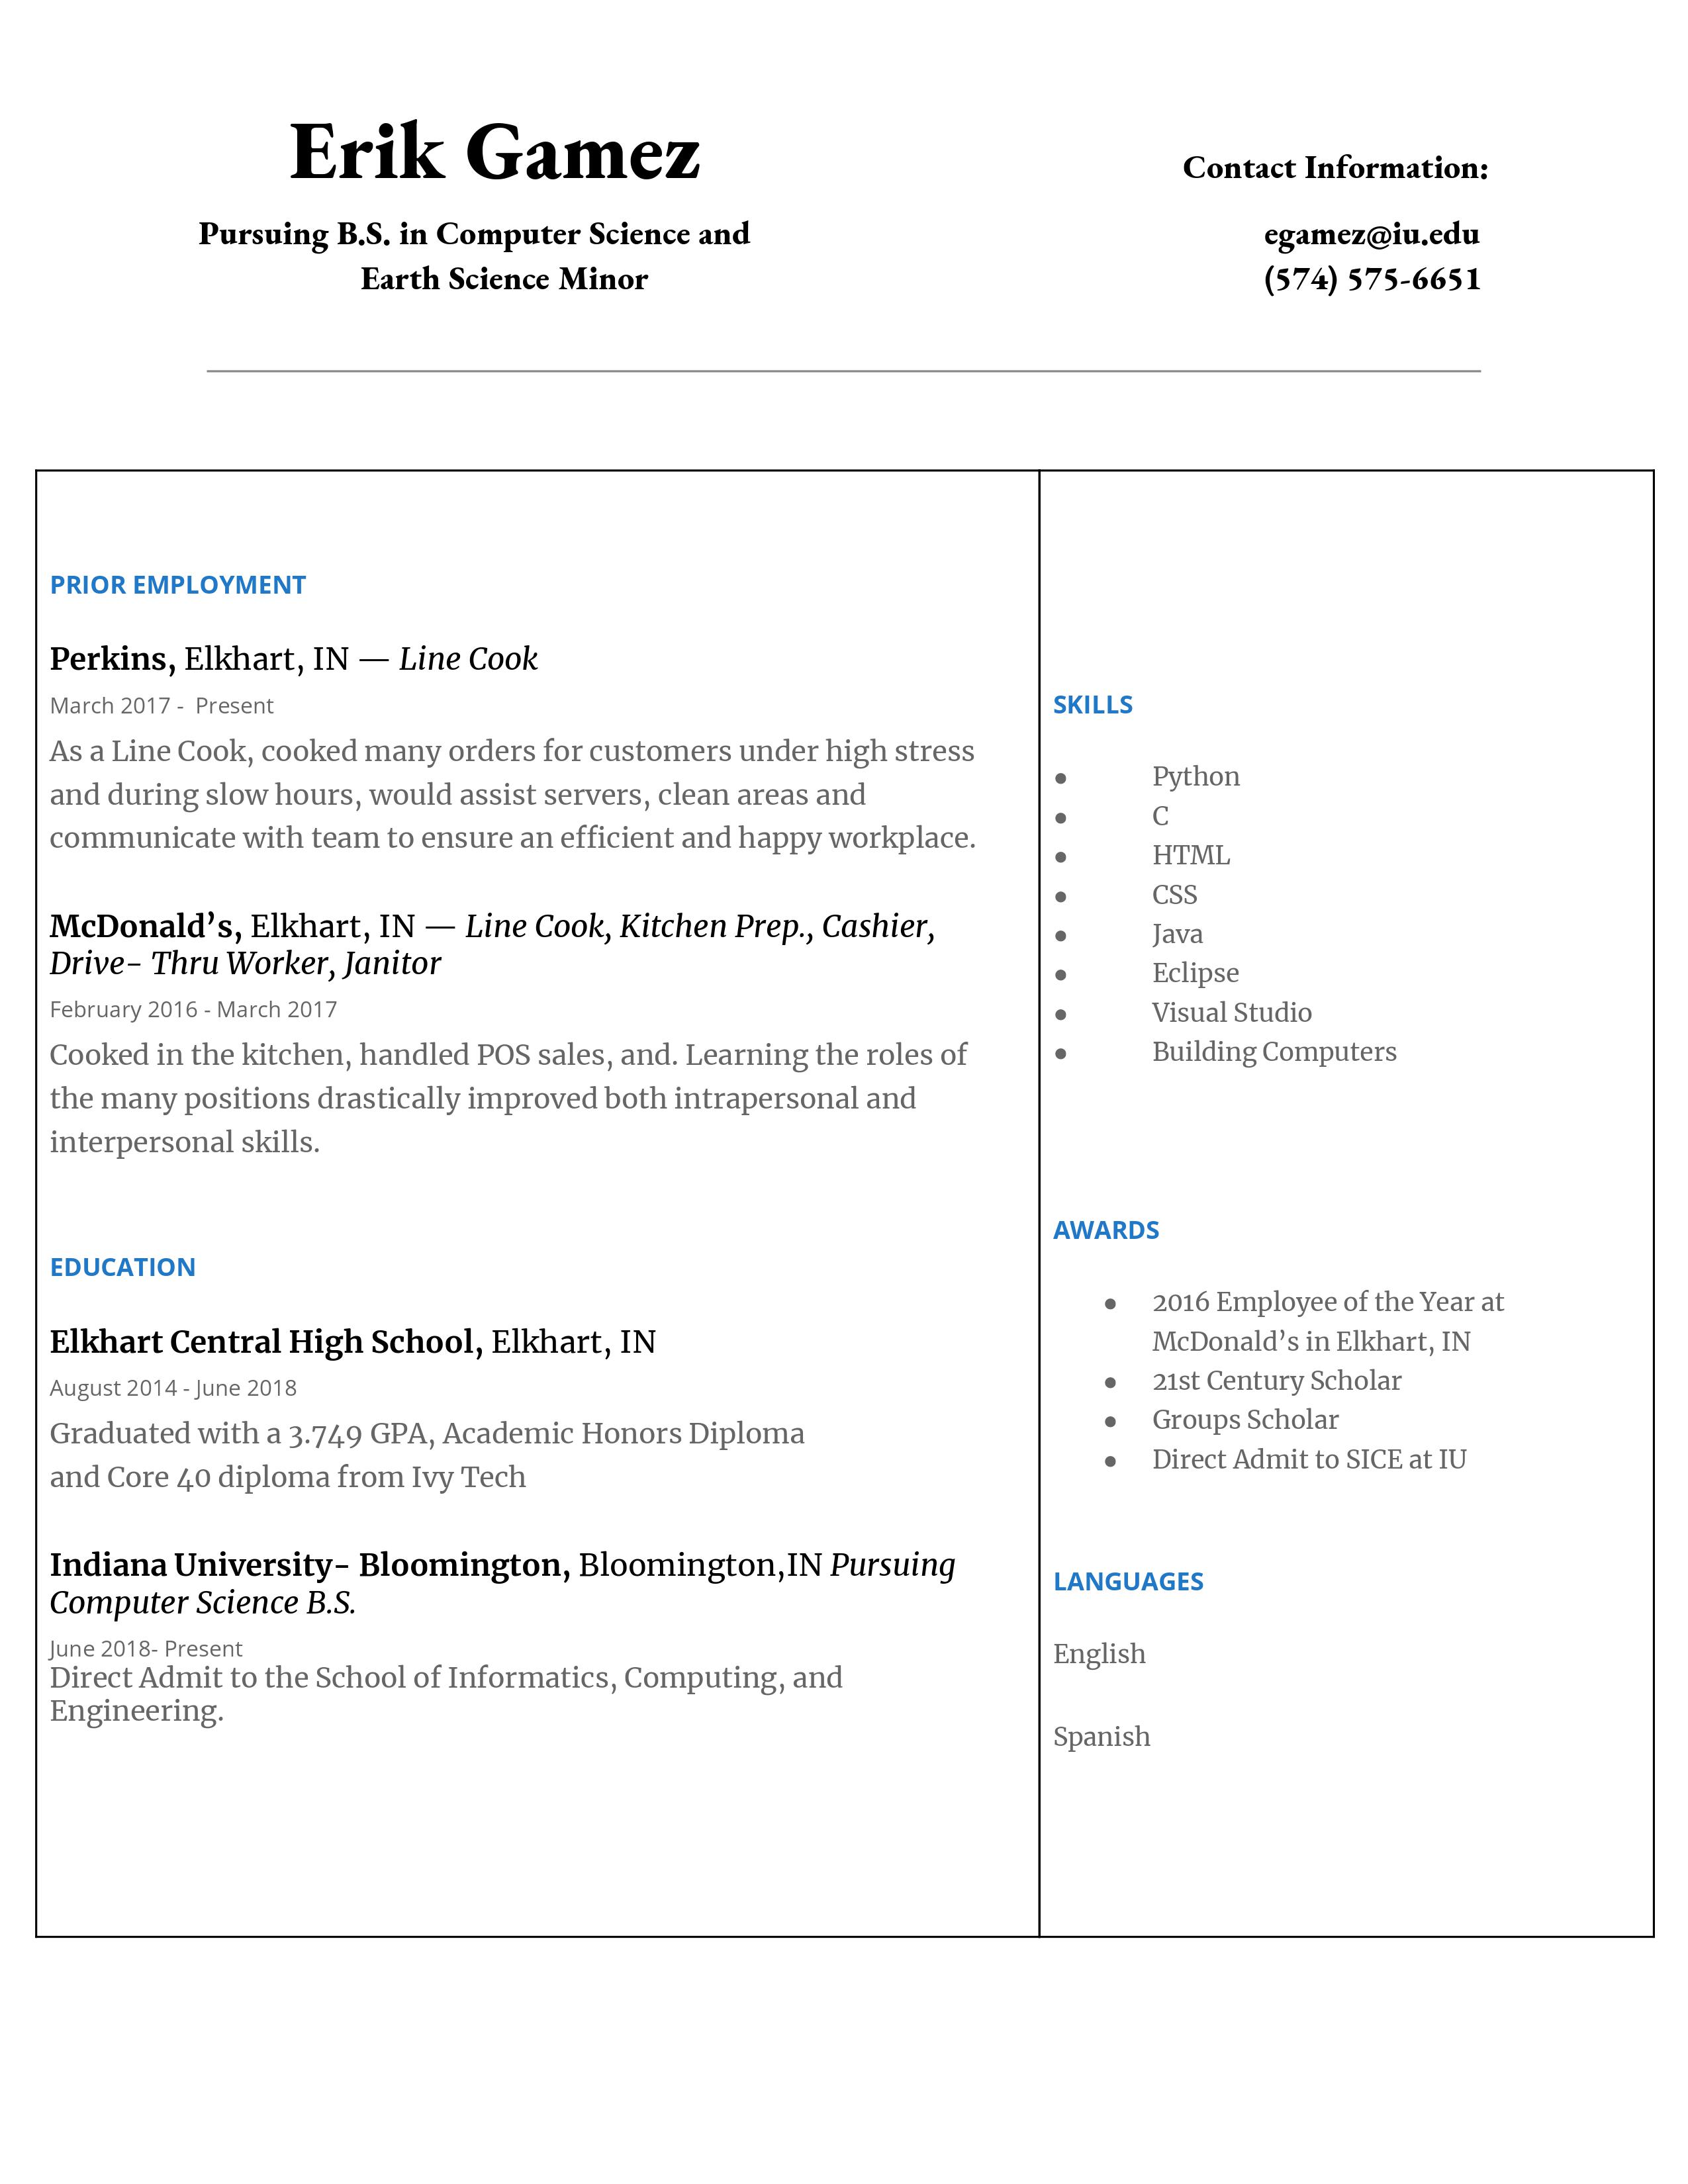 Erik Gamez
Pursuing B.S. in Computer Science and
Earth Science Minor
Contact Information:
egamez@iu.edu
(574) 575-6651
PRIOR EMPLOYMENT
Perkins, Elkhart, IN — Line Cook
March 2017 -  Present
As a Line Cook, cooked many orders for customers under high stress
and during slow hours, would assist servers, clean areas and
communicate with team to ensure an efficient and happy workplace.
McDonald’s, Elkhart, IN — Line Cook, Kitchen Prep., Cashier,
Drive- Thru Worker, Janitor
February 2016 - March 2017
Cooked in the kitchen, handled POS sales, and. Learning the roles of
the many positions drastically improved both intrapersonal and
interpersonal skills.
EDUCATION
Elkhart Central High School, Elkhart, IN
August 2014 - June 2018
Graduated with a 3.749 GPA, Academic Honors Diploma
and Core 40 diploma from Ivy Tech
Indiana University- Bloomington, Bloomington,IN Pursuing
Computer Science B.S.
June 2018- Present
Direct Admit to the School of Informatics, Computing, and
Engineering.
SKILLS
● Python
● C
● HTML
● CSS
● Java
● Eclipse
● Visual Studio
● Building Computers
AWARDS
● 2016 Employee of the Year at
McDonald’s in Elkhart, IN
● 21st Century Scholar
● Groups Scholar
● Direct Admit to SICE at IU
LANGUAGES
English
Spanish